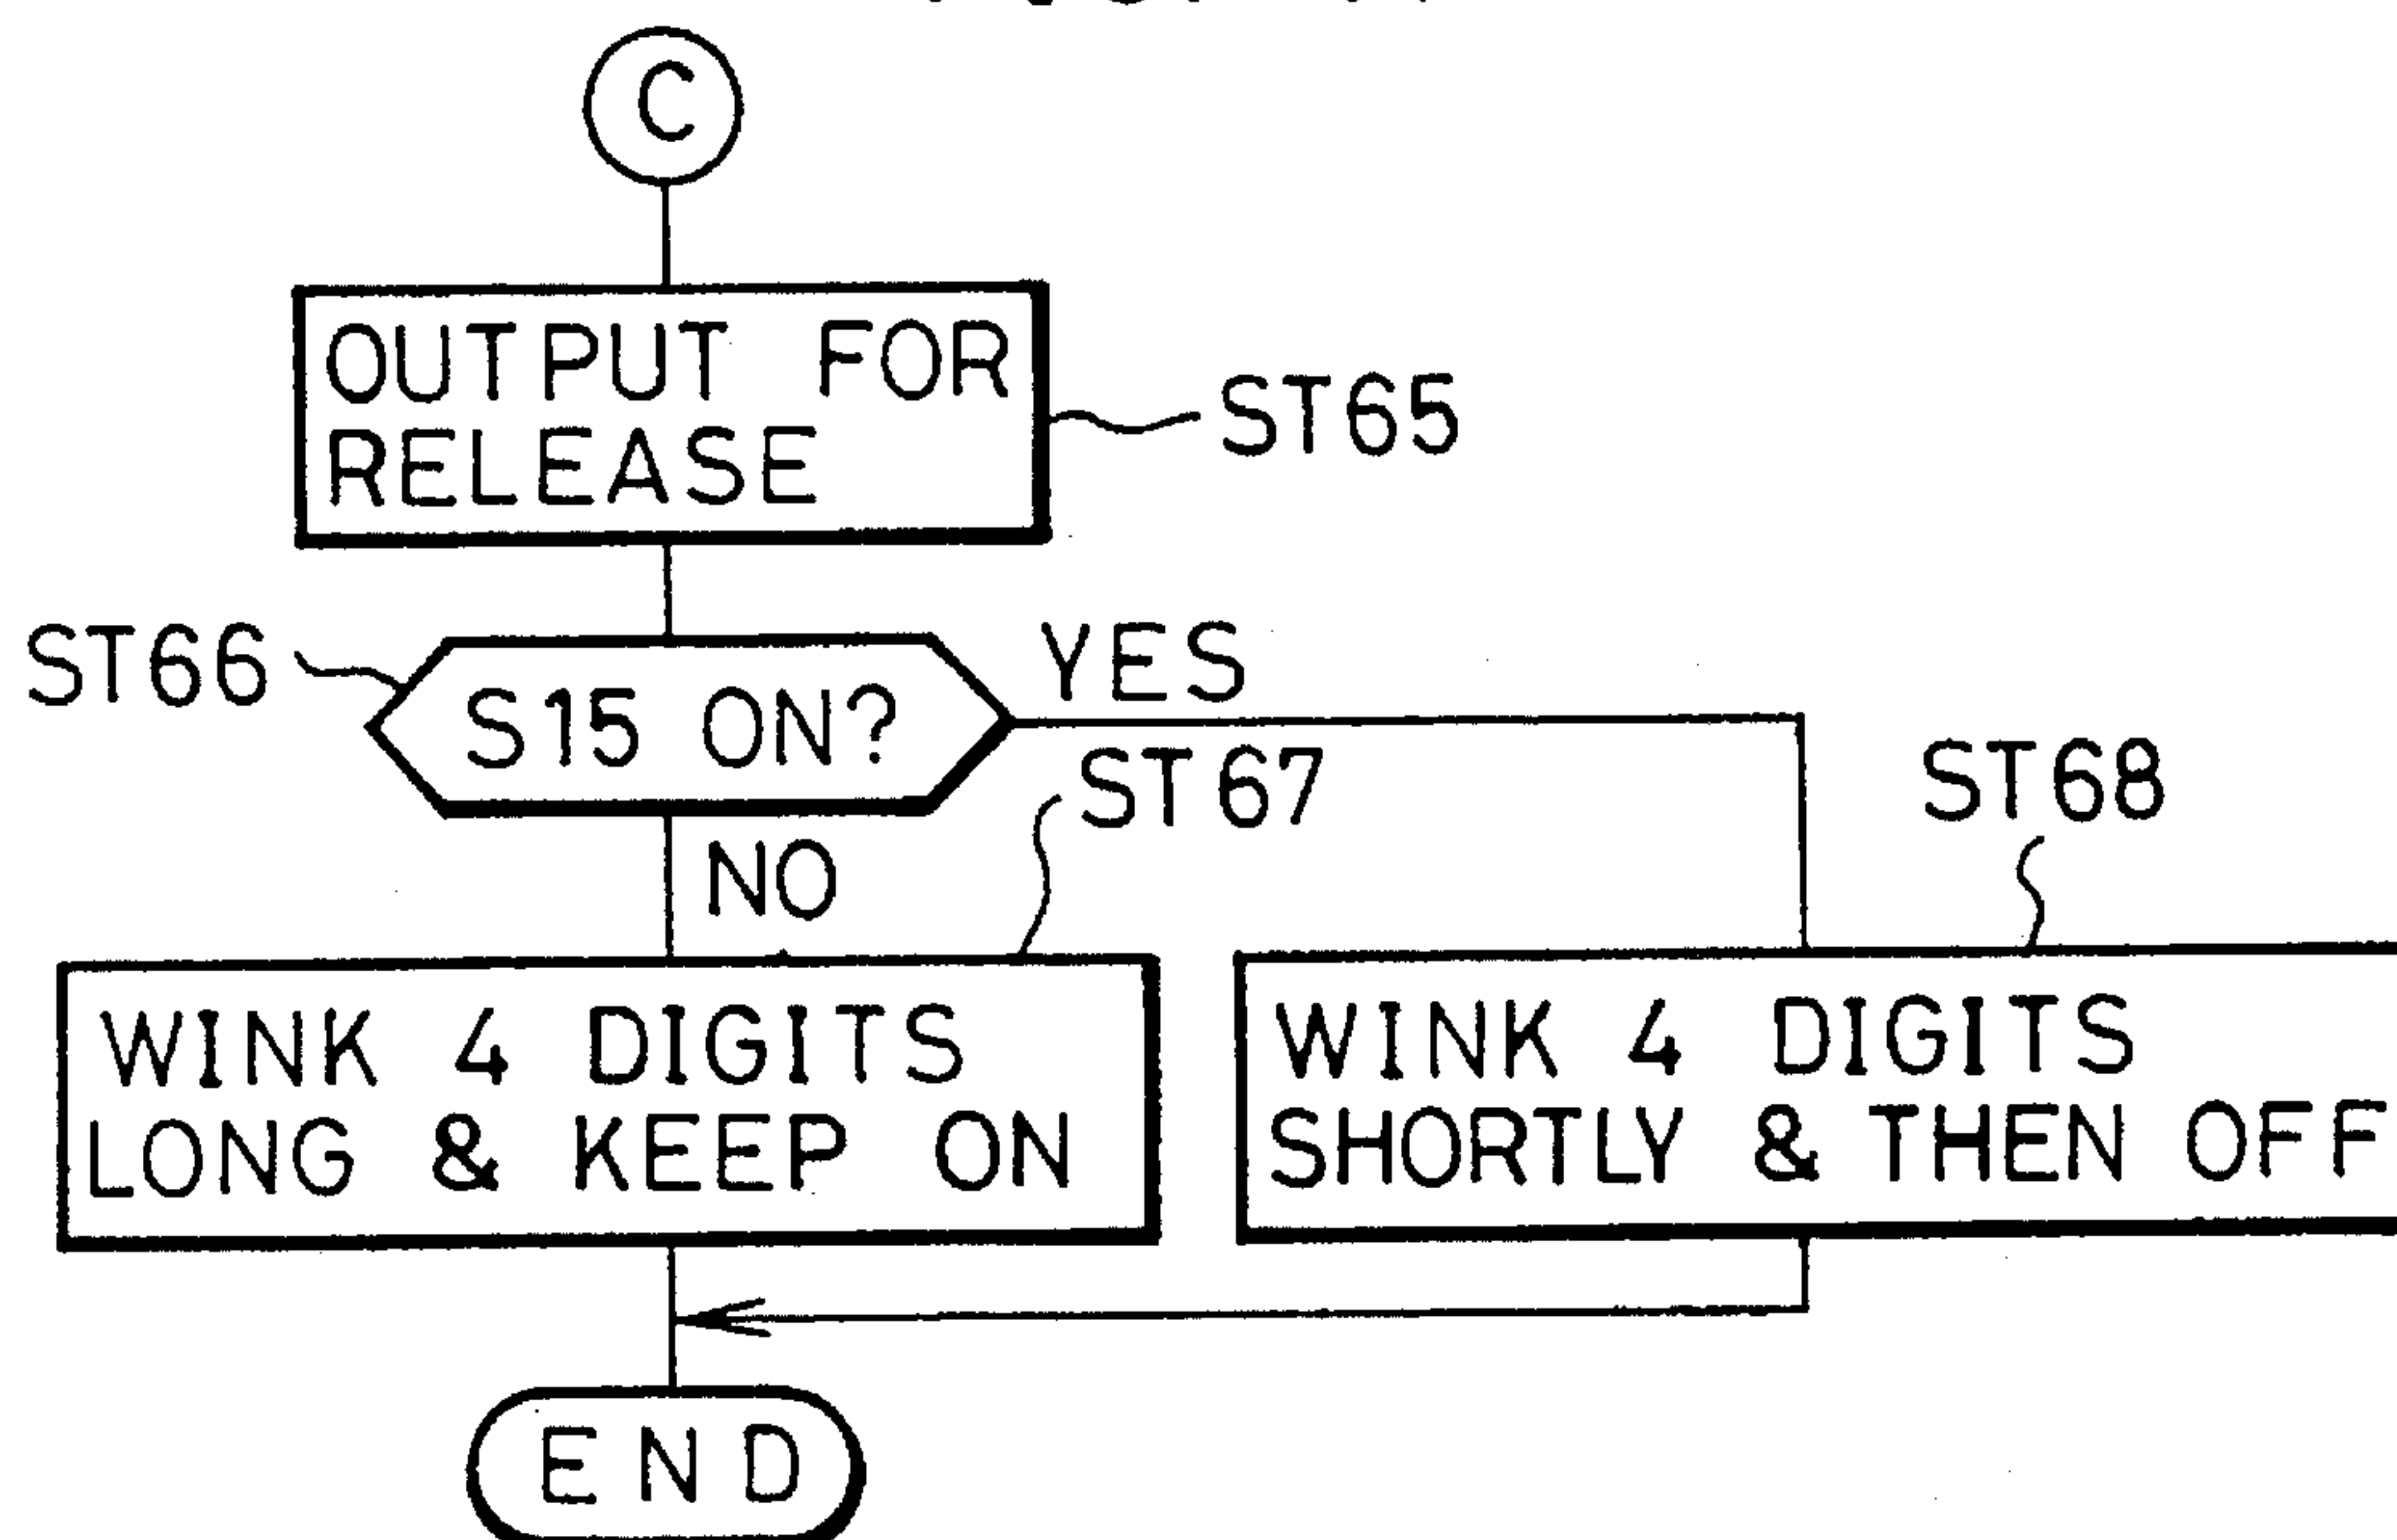 C
OUTPUT FOR
RELEASE
ST65
ST66
S15 ON?
YES
ST67
ST68
NO
WINK 4 DIGITS
LONG & KEEP ON
WINK 4 DIGITS
SHORTLY & THEN OFF
END